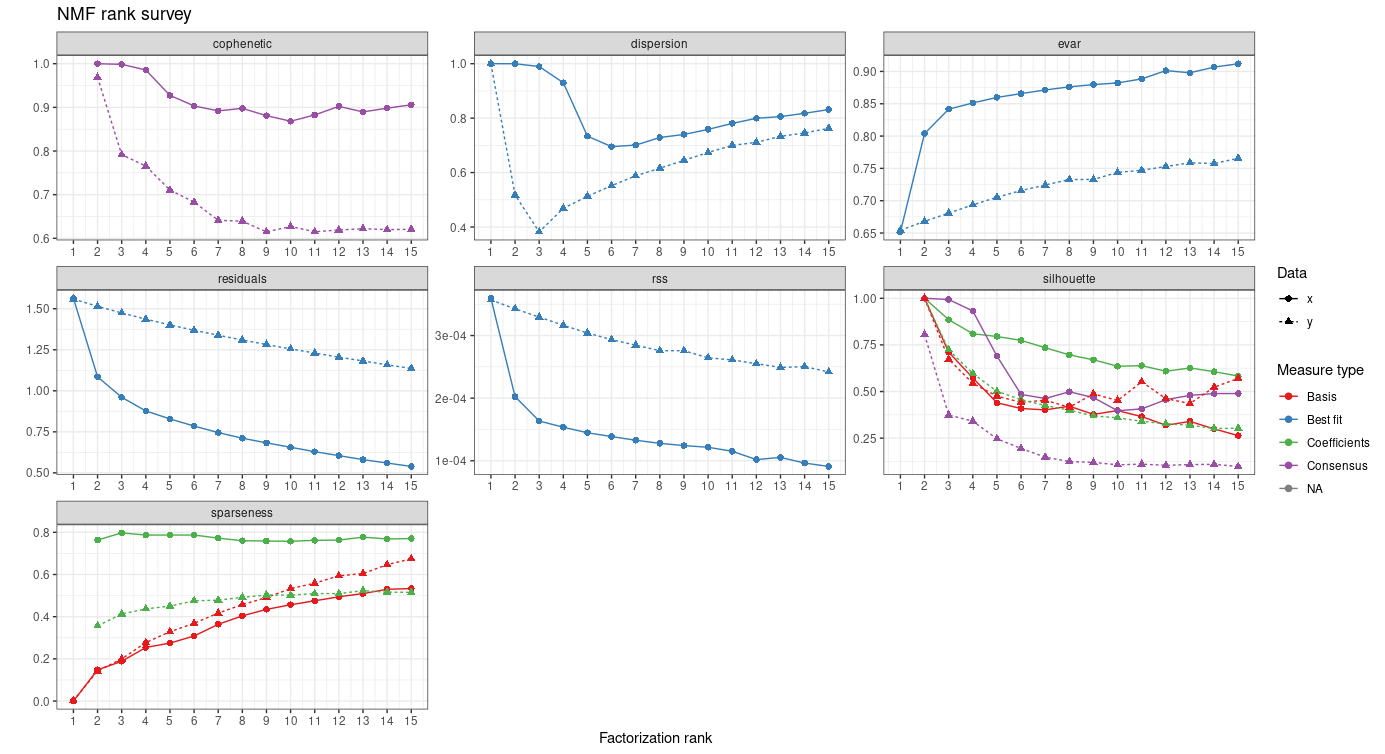 NMF rank survey
cophenetic
1.0
0.9
0.8
0.7
0.6
1 2 3 4 5 6 7 8 9 10 11 12 13 14 15
dispersion
1.0
0.8
0.6
0.4
1 2 3 4 5 6 7 8 9 10 11 12 13 14 15
evar
0.90
0.85
0.80
0.75
0.70
0.65
1 2 3 4 5 6 7 8 9 10 11 12 13 14 15
residuals
1.50
1.25
1.00
0.75
0.50
1 2 3 4 5 6 7 8 9 10 11 12 13 14 15
rss
3e-04
2e-04
1e-04
1 2 3 4 5 6 7 8 9 10 11 12 13 14 15
silhouette
1.00
0.75
0.50
0.25
1 2 3 4 5 6 7 8 9 10 11 12 13 14 15
sparseness
0.8
0.6
0.4
0.2
0.0
1 2 3 4 5 6 7 8 9 10 11 12 13 14 15
Factorization rank
Data
x
y
Measure type
Basis
Best fit
Coefficients
Consensus
NA